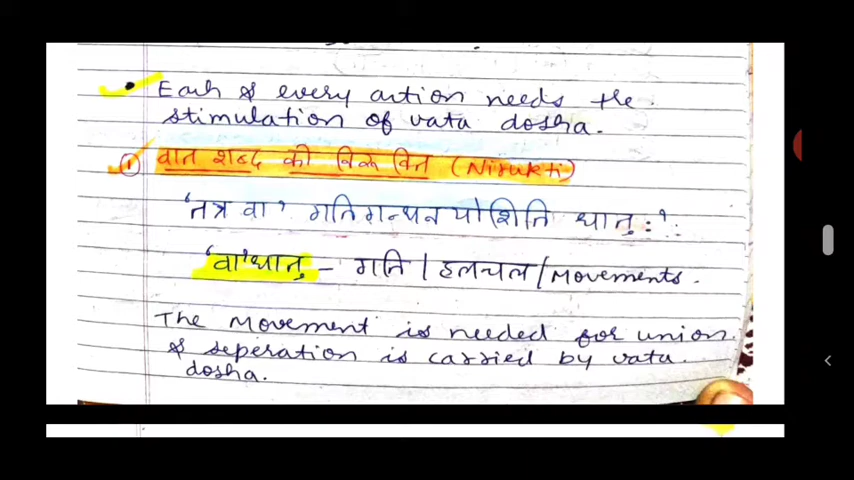 Each & every action needs the
stimulation of vata dosha.
① वात शब्द की निरूक्ति (Nirukti)
'तत्र वा' गतिगन्धन योशिति धातु :'
'वा' धातु - गति / हलचल / Movements.
The movement is needed for union
& seperation is carried by vata
dosha.